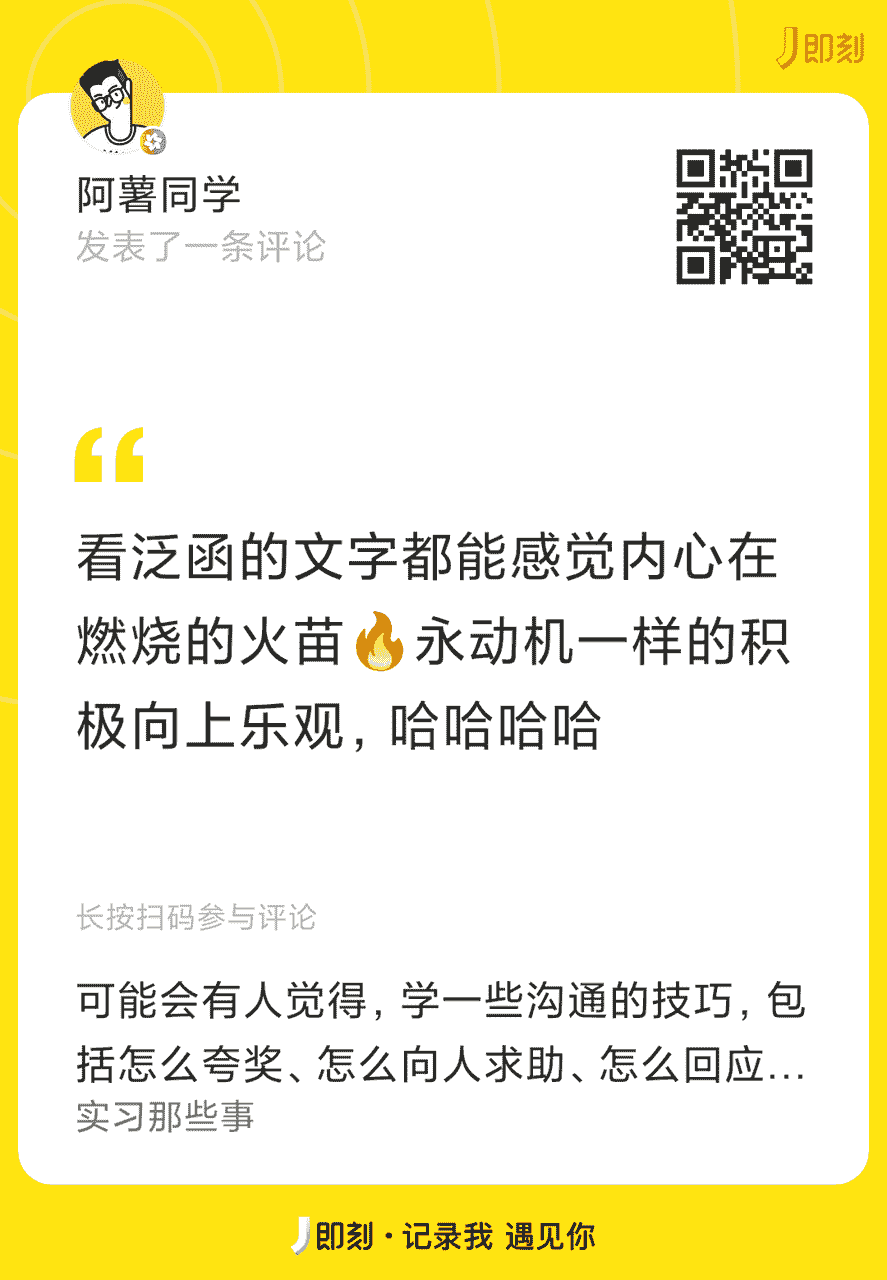 即刻
阿薯同学
发表了一条评论
看泛函的文字都能感觉内心在
燃烧的火苗🔥永动机一样的积
极向上乐观，哈哈哈哈
长按扫码参与评论
可能会有人觉得，学一些沟通的技巧，包
括怎么夸奖、怎么向人求助、怎么回应...
实习那些事
即刻·记录我 遇见你